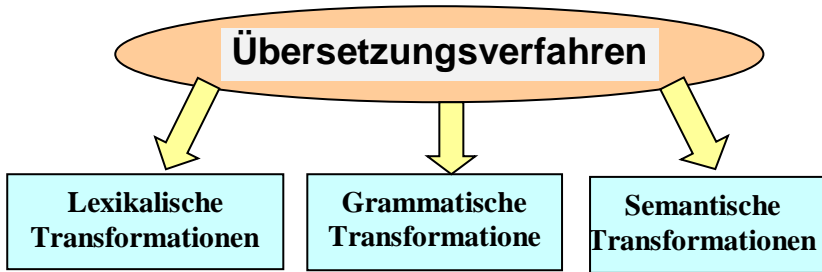 Übersetzungsverfahren
Lexikalische
Transformationen
Grammatische
Transformatione
Semantische
Transformationen